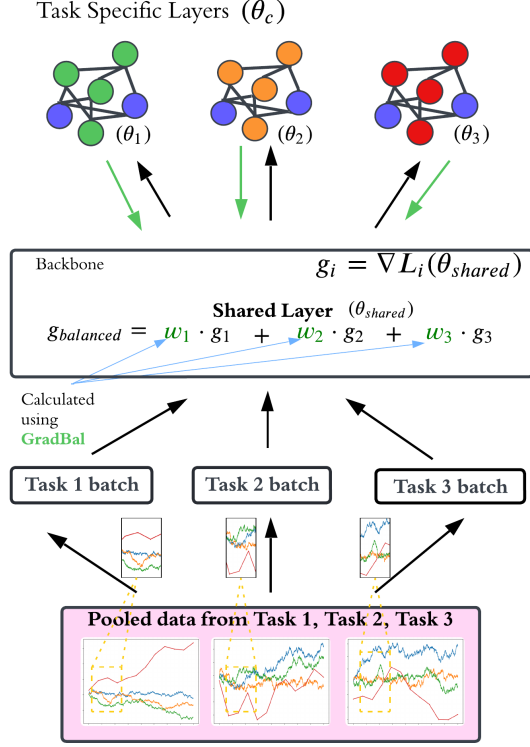 Task Specific Layers (θc)
(θ1) (θ2) (θ3)
Backbone
gi = ∇Li(θshared)
Shared Layer (θshared)
gbalanced = w1 · g1 + w2 · g2 + w3 · g3
Calculated
using
GradBal
Task 1 batch
Task 2 batch
Task 3 batch
Pooled data from Task 1, Task 2, Task 3